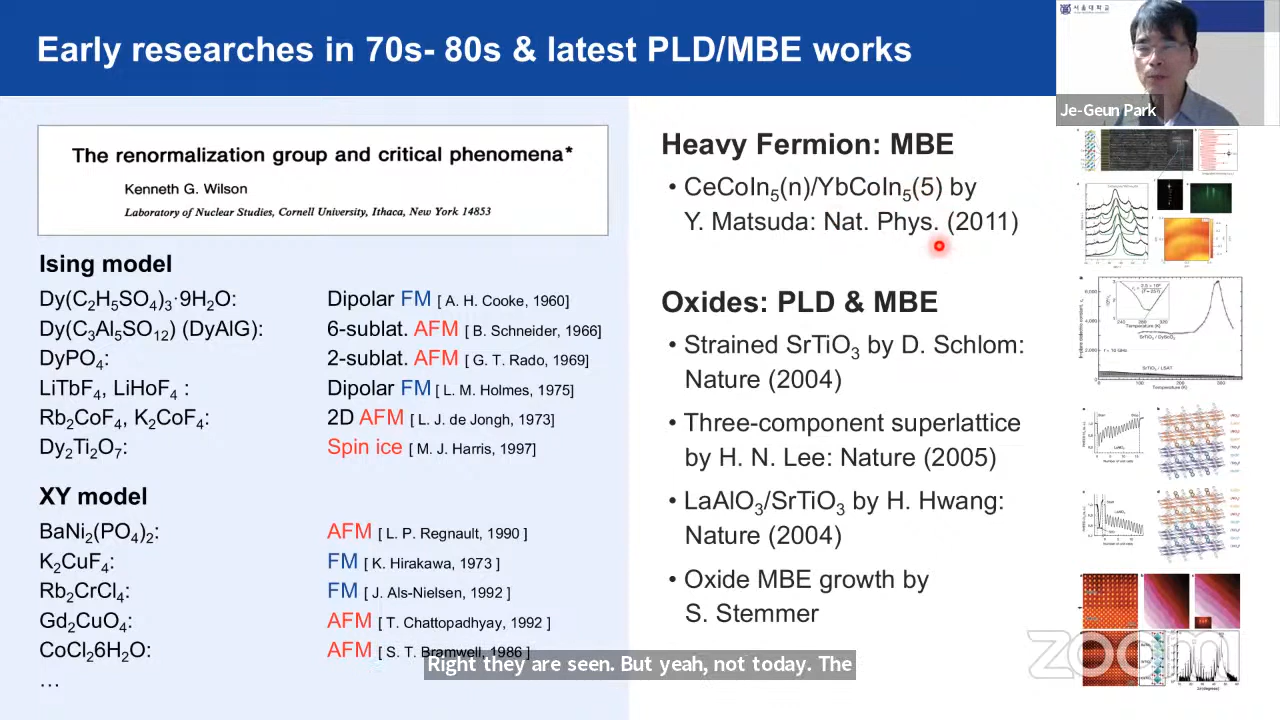 Early researches in 70s- 80s & latest PLD/MBE works
서울대학교
Je-Geun Park
The renormalization group and critical phenomena*
Kenneth G. Wilson
Laboratory of Nuclear Studies, Cornell University, Ithaca, New York 14853
Ising model
Dy(C₂H₅SO₄)₃·9H₂O: Dipolar FM [ A. H. Cooke, 1960]
Dy(C₃Al₅SO₁₂) (DyAlG): 6-sublat. AFM [ B. Schneider, 1966]
DyPO₄: 2-sublat. AFM [ G. T. Rado, 1969]
LiTbF₄, LiHoF₄ : Dipolar FM [ L. M. Holmes, 1975]
Rb₂CoF₄, K₂CoF₄: 2D AFM [ L. J. de Jongh, 1973]
Dy₂Ti₂O₇: Spin ice [ M. J. Harris, 1997]
XY model
BaNi₂(PO₄)₂: AFM [ L. P. Regnault, 1990 ]
K₂CuF₄: FM [ K. Hirakawa, 1973 ]
Rb₂CrCl₄: FM [ J. Als-Nielsen, 1992 ]
Gd₂CuO₄: AFM [ T. Chattopadhyay, 1992 ]
CoCl₂6H₂O: AFM [ S. T. Bramwell, 1986 ]
…
Heavy Fermion: MBE
• CeCoIn₅(n)/YbCoIn₅(5) by
Y. Matsuda: Nat. Phys. (2011)
Oxides: PLD & MBE
• Strained SrTiO₃ by D. Schlom:
Nature (2004)
• Three-component superlattice
by H. N. Lee: Nature (2005)
• LaAlO₃/SrTiO₃ by H. Hwang:
Nature (2004)
• Oxide MBE growth by
S. Stemmer
Right they are seen. But yeah, not today. The
zoom